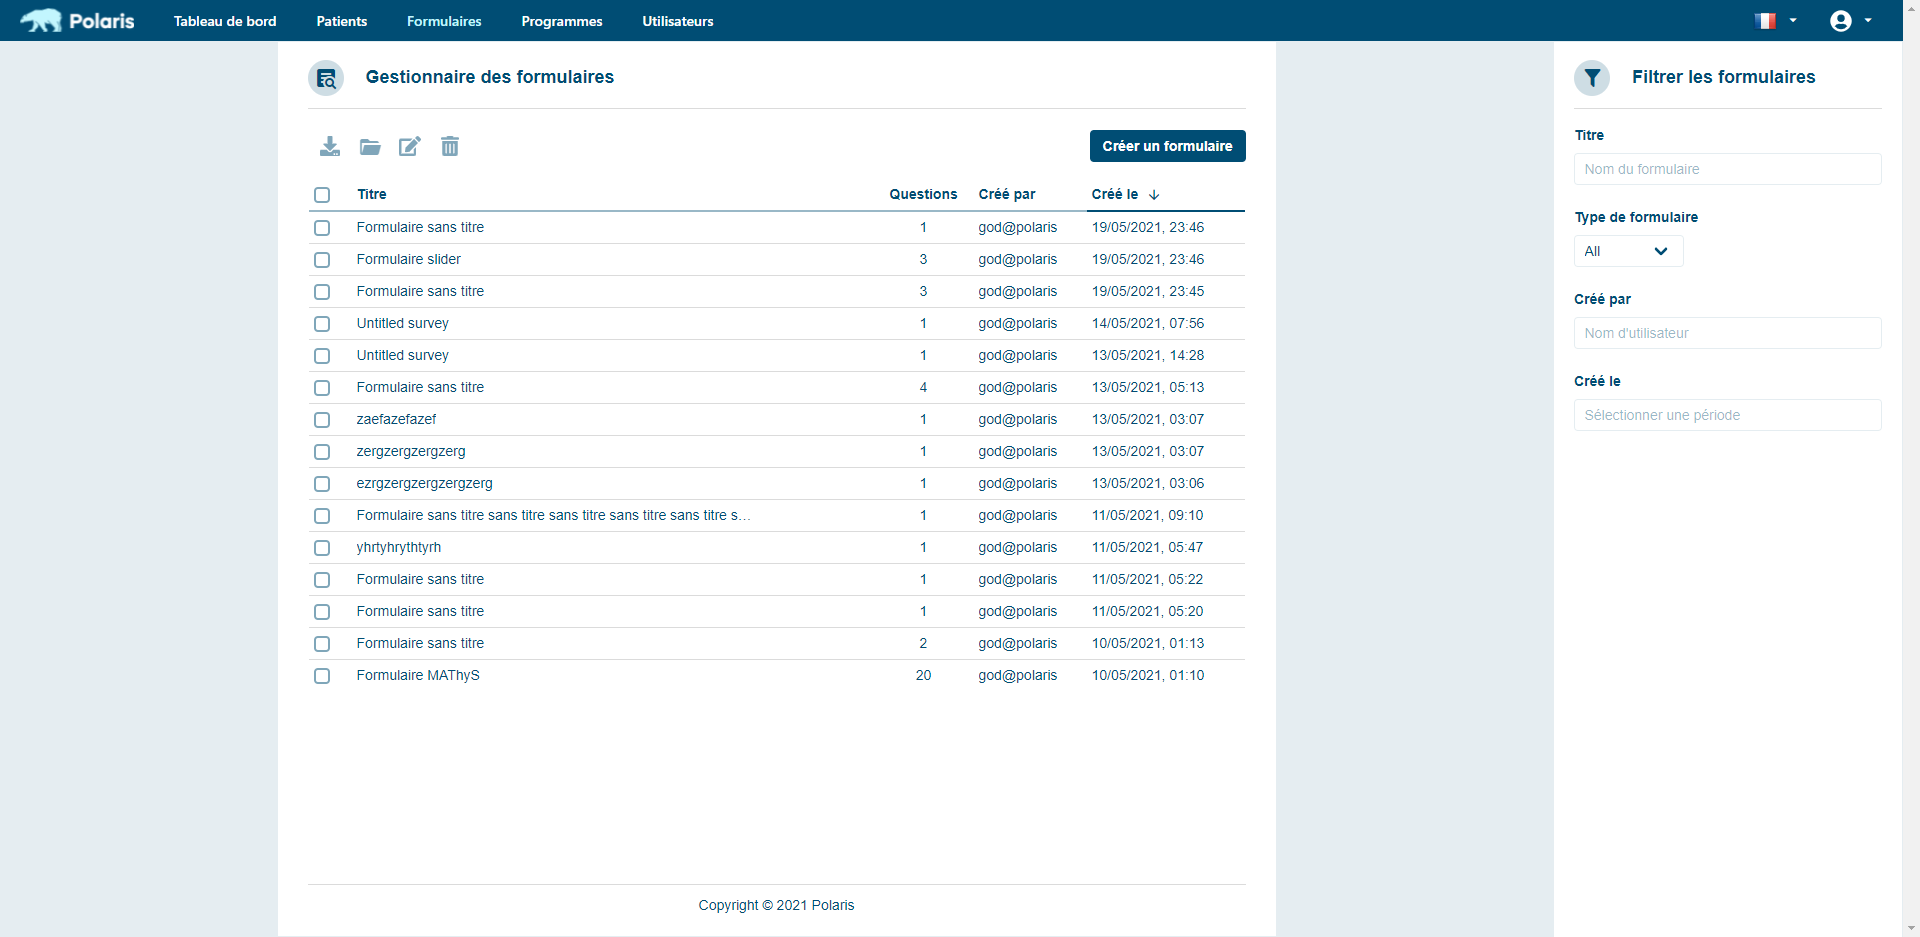 Polaris Tableau de bord Patients Formulaires Programmes Utilisateurs
Gestionnaire des formulaires
Créer un formulaire
Titre Questions Créé par Créé le
Formulaire sans titre 1 god@polaris 19/05/2021, 23:46
Formulaire slider 3 god@polaris 19/05/2021, 23:46
Formulaire sans titre 3 god@polaris 19/05/2021, 23:45
Untitled survey 1 god@polaris 14/05/2021, 07:56
Untitled survey 1 god@polaris 13/05/2021, 14:28
Formulaire sans titre 4 god@polaris 13/05/2021, 05:13
zaefazefazef 1 god@polaris 13/05/2021, 03:07
zergzergzergzerg 1 god@polaris 13/05/2021, 03:07
ezrgzergzergzergzerg 1 god@polaris 13/05/2021, 03:06
Formulaire sans titre sans titre sans titre sans titre sans titre s... 1 god@polaris 11/05/2021, 09:10
yhrtyhrythtyrh 1 god@polaris 11/05/2021, 05:47
Formulaire sans titre 1 god@polaris 11/05/2021, 05:22
Formulaire sans titre 1 god@polaris 11/05/2021, 05:20
Formulaire sans titre 2 god@polaris 10/05/2021, 01:13
Formulaire MAThyS 20 god@polaris 10/05/2021, 01:10
Copyright © 2021 Polaris
Filtrer les formulaires
Titre
Nom du formulaire
Type de formulaire
All
Créé par
Nom d'utilisateur
Créé le
Sélectionner une période